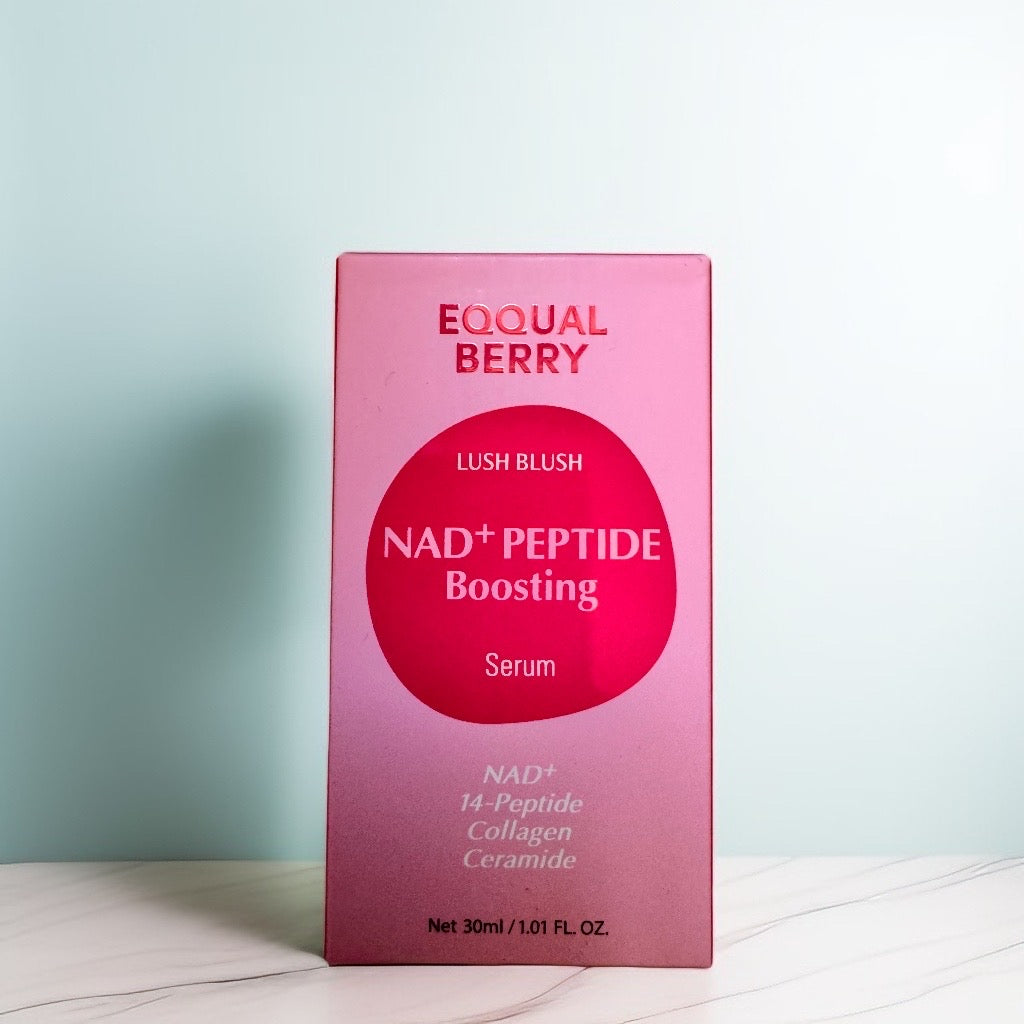 EQQUAL
BERRY
LUSH BLUSH
NAD+ PEPTIDE
Boosting
Serum
NAD+
14-Peptide
Collagen
Ceramide
Net 30ml / 1.01 FL. OZ.